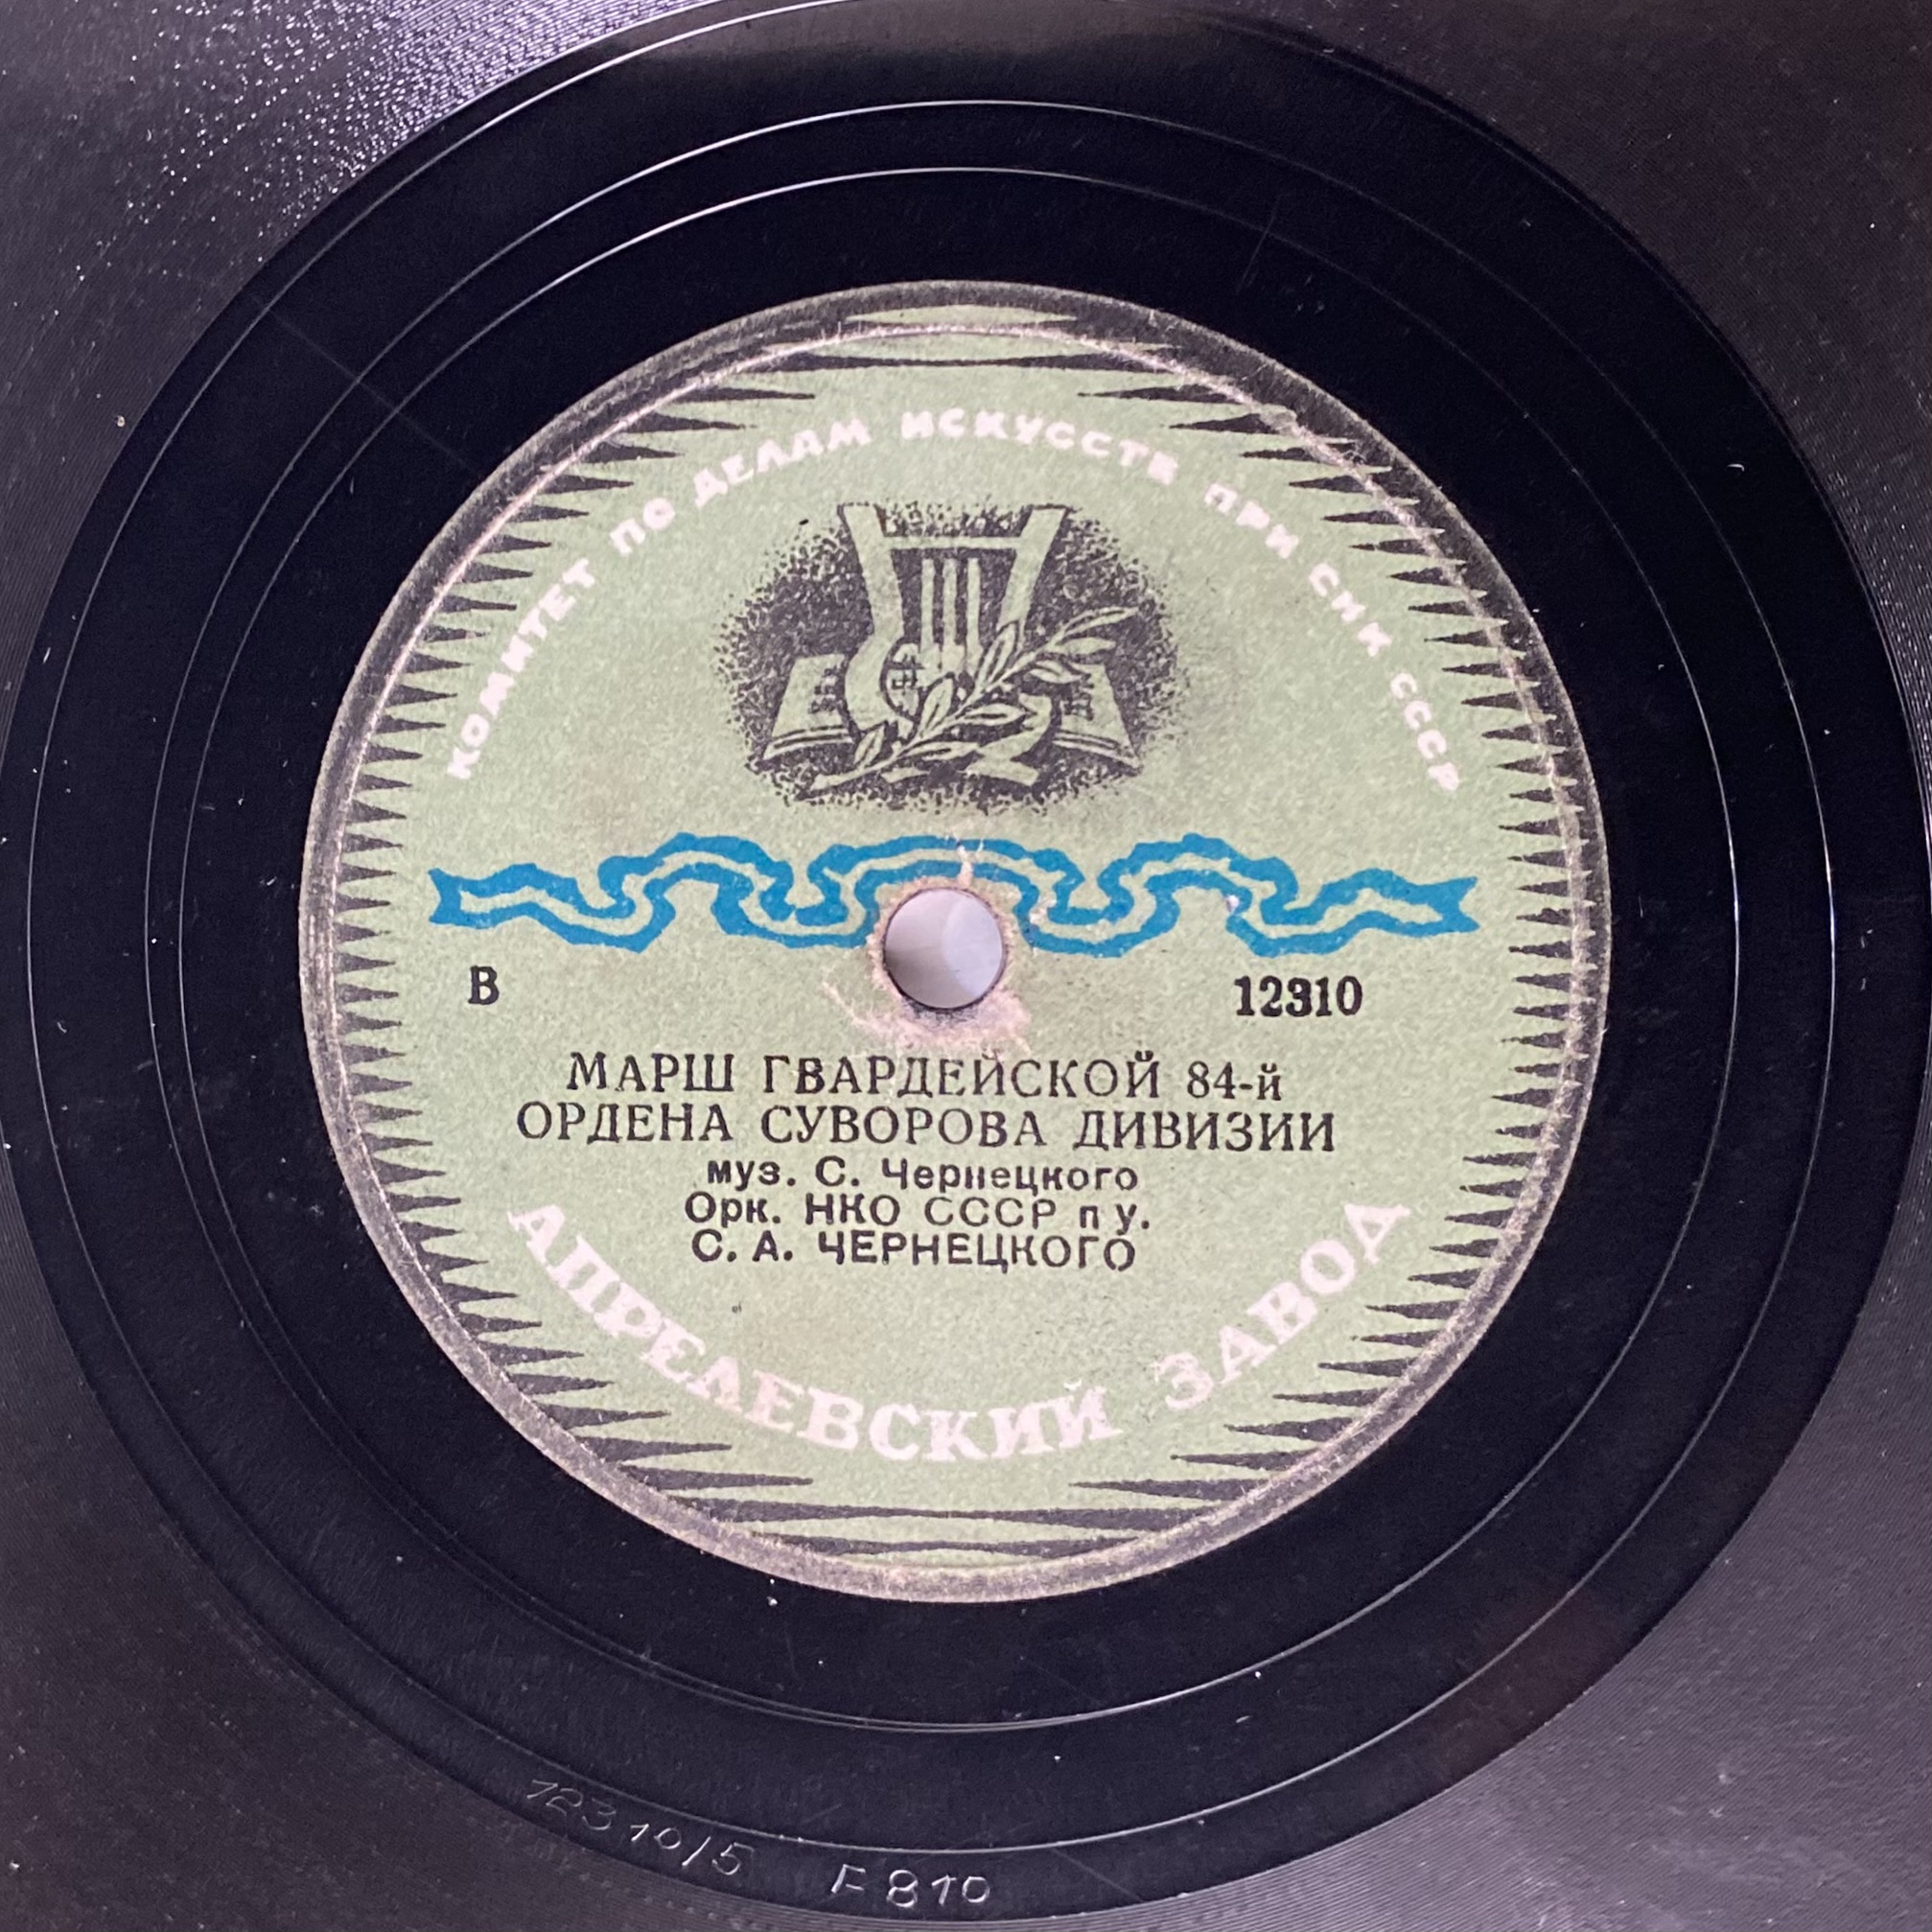 КОМИТЕТ ПО ДЕЛАМ ИСКУССТВ ПРИ СНК СССР
В 12310
МАРШ ГВАРДЕЙСКОЙ 84-й
ОРДЕНА СУВОРОВА ДИВИЗИИ
муз. С. Чернецкого
Орк. НКО СССР п у.
С. А. ЧЕРНЕЦКОГО
АПРЕЛЕВСКИЙ ЗАВОД
12310/5 F 810